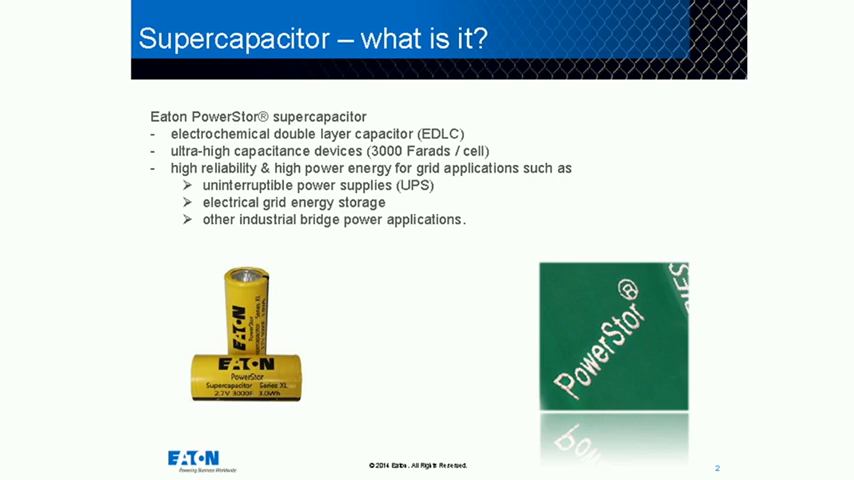 Supercapacitor – what is it?
Eaton PowerStor® supercapacitor
- electrochemical double layer capacitor (EDLC)
- ultra-high capacitance devices (3000 Farads / cell)
- high reliability & high power energy for grid applications such as
➢ uninterruptible power supplies (UPS)
➢ electrical grid energy storage
➢ other industrial bridge power applications.
EATON
PowerStor
EATON
PowerStor
Supercapacitor Series XL
2.7V 3000F 3.0Wh
PowerStor®
EATON
Powering Business Worldwide
© 2014 Eaton. All Rights Reserved.
2